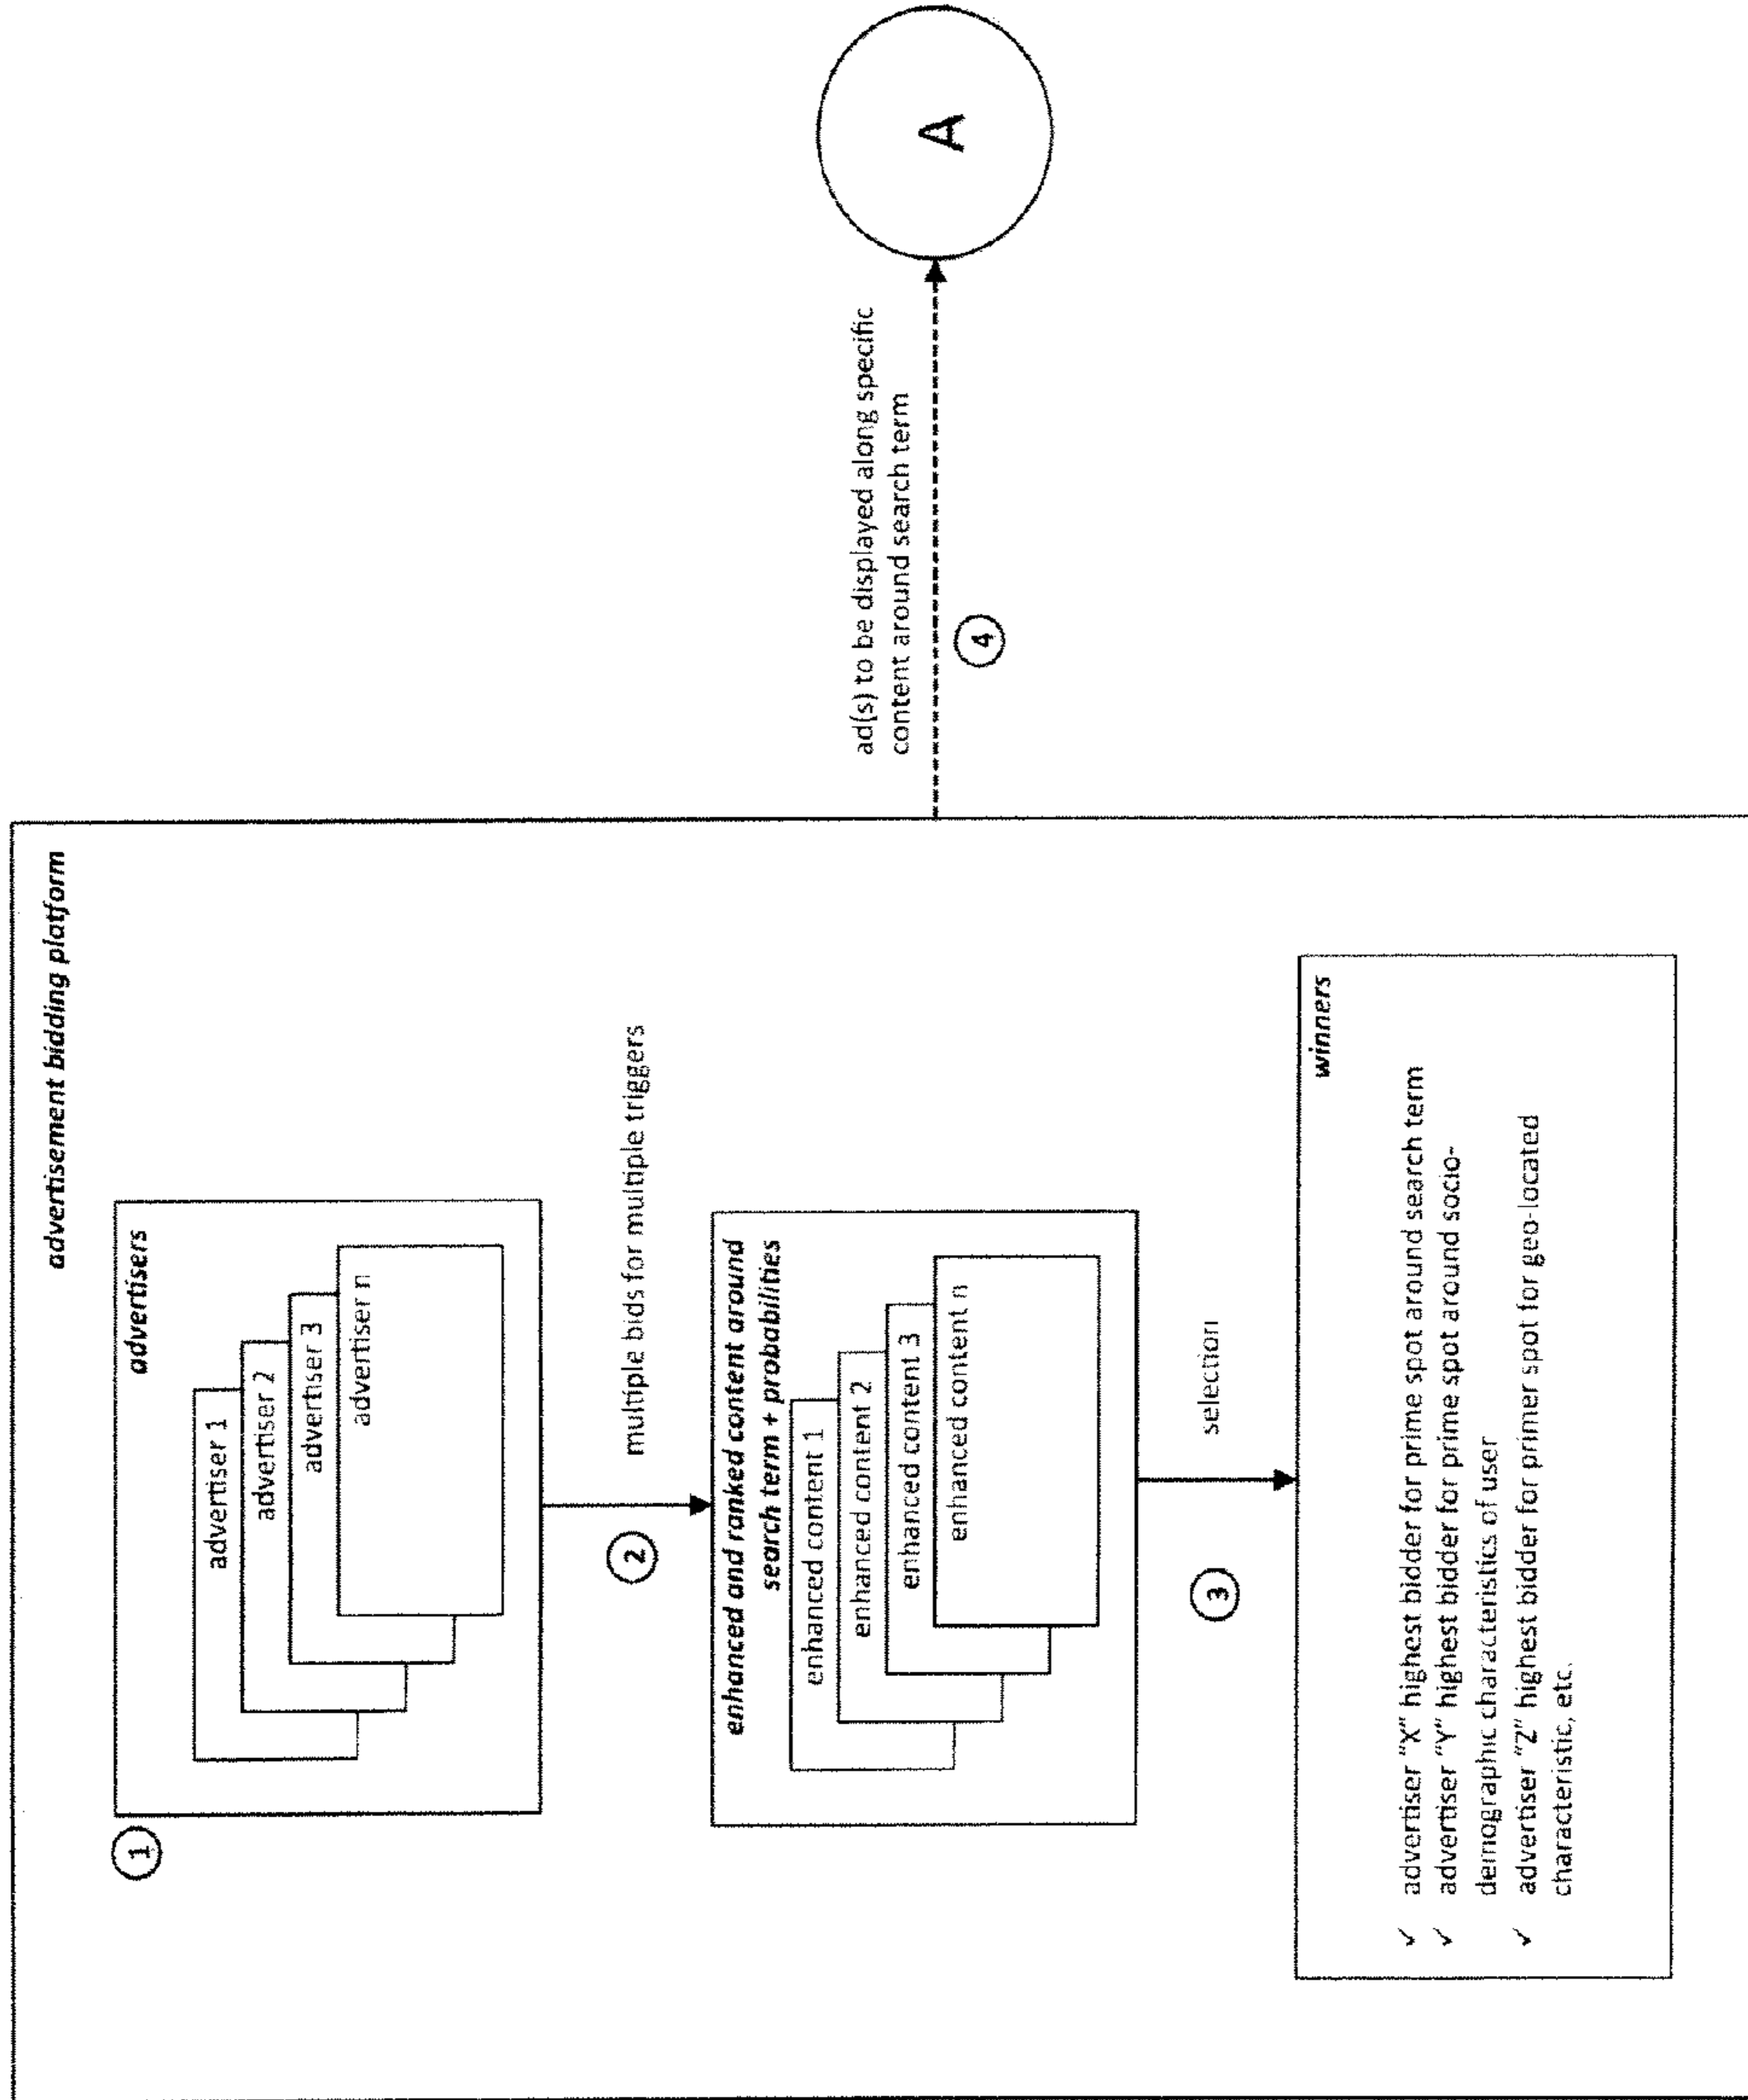 advertisement bidding platform
1
advertisers
advertiser 1
advertiser 2
advertiser 3
advertiser n
2
multiple bids for multiple triggers
enhanced and ranked content around
search term + probabilities
enhanced content 1
enhanced content 2
enhanced content 3
enhanced content n
3
selection
winners
✓ advertiser "X" highest bidder for prime spot around search term
✓ advertiser "Y" highest bidder for prime spot around socio-
demographic characteristics of user
✓ advertiser "Z" highest bidder for primer spot for geo-located
characteristic, etc.
ad(s) to be displayed along specific
content around search term
4
A